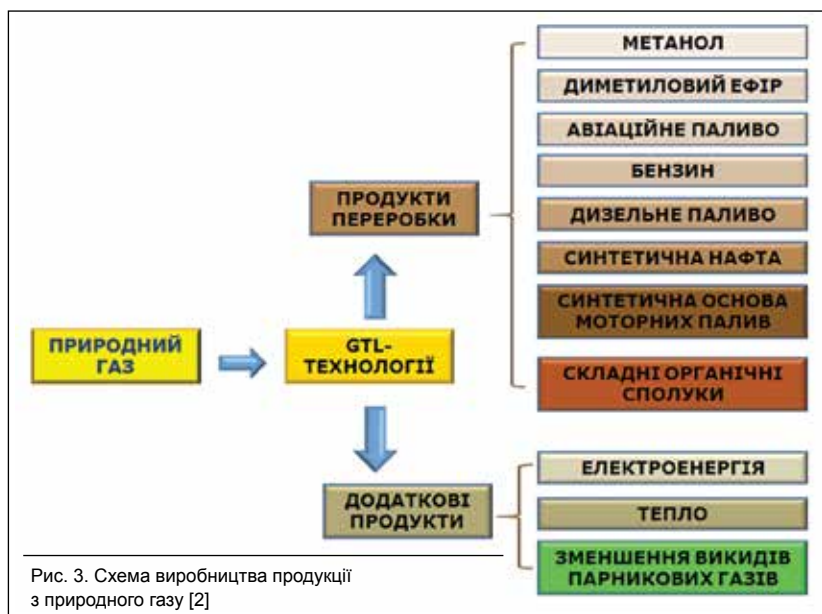 МЕТАНОЛ
ДИМЕТИЛОВИЙ ЕФІР
АВІАЦІЙНЕ ПАЛИВО
БЕНЗИН
ПРОДУКТИ
ПЕРЕРОБКИ
ДИЗЕЛЬНЕ ПАЛИВО
СИНТЕТИЧНА НАФТА
СИНТЕТИЧНА ОСНОВА
МОТОРНИХ ПАЛИВ
ПРИРОДНИЙ
ГАЗ
GTL-
ТЕХНОЛОГІЇ
СКЛАДНІ ОРГАНІЧНІ
СПОЛУКИ
ЕЛЕКТРОЕНЕРГІЯ
ДОДАТКОВІ
ПРОДУКТИ
ТЕПЛО
ЗМЕНШЕННЯ ВИКИДІВ
ПАРНИКОВИХ ГАЗІВ
Рис. 3. Схема виробництва продукції
з природного газу [2]